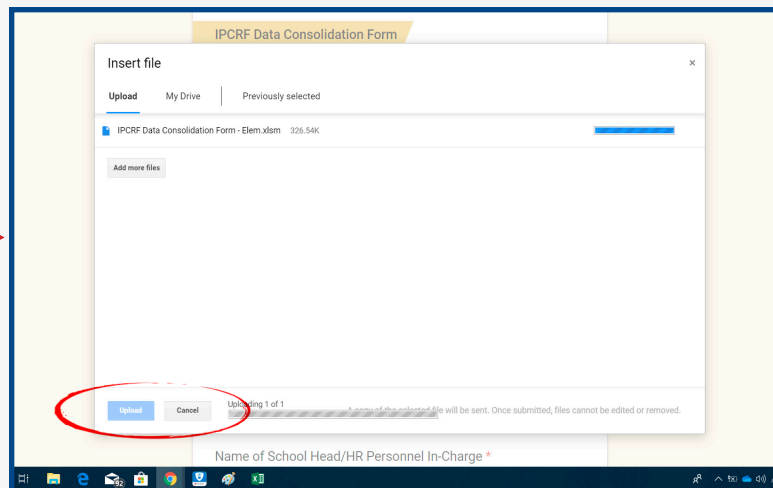 IPCRF Data Consolidation Form
Insert file
×
Upload My Drive Previously selected
IPCRF Data Consolidation Form - Elem.xlsm 326.54K
Add more files
Upload Cancel Uploading 1 of 1
A copy of the selected file will be sent. Once submitted, files cannot be edited or removed.
Name of School Head/HR Personnel In-Charge *
92